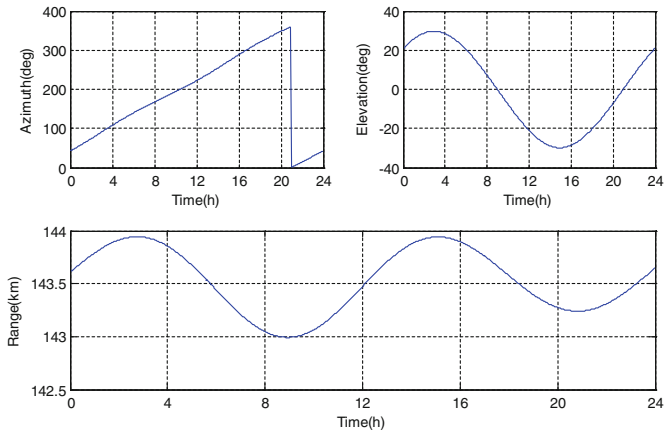 Azimuth(deg)
400
300
200
100
0
0 4 8 12 16 20 24
Time(h)
Elevation(deg)
40
20
0
-20
-40
0 4 8 12 16 20 24
Time(h)
Range(km)
144
143.5
143
142.5
0 4 8 12 16 20 24
Time(h)